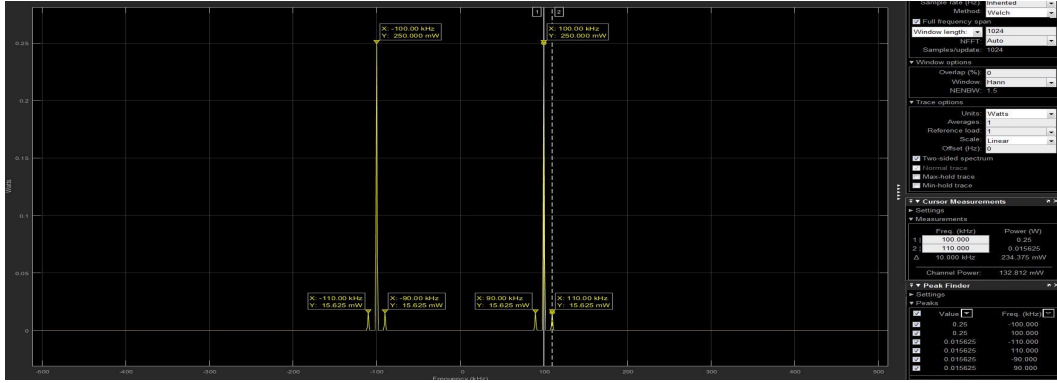 Sample rate (Hz): Inherited
Method: Welch
Full frequency span
Window length: 1024
NFFT: Auto
Samples/update: 1024
▾ Window options
Overlap (%): 0
Window: Hann
NENBW: 1.5
▾ Trace options
Units: Watts
Averages: 1
Reference load: 1
Scale: Linear
Offset (Hz): 0
Two-sided spectrum
Normal trace
Max-hold trace
Min-hold trace
▾ Cursor Measurements
▸ Settings
▾ Measurements
Freq. (kHz) Power (W)
1 | 100.000 0.25
2 | 110.000 0.015625
Δ 10.000 kHz 234.375 mW
Channel Power: 132.812 mW
▾ Peak Finder
▸ Settings
▾ Peaks
Value Freq. (kHz)
0.25 -100.000
0.25 100.000
0.015625 -110.000
0.015625 110.000
0.015625 -90.000
0.015625 90.000
1 2
X: -100.00 kHz
Y: 250.000 mW
X: 100.00 kHz
Y: 250.000 mW
X: -110.00 kHz
Y: 15.625 mW
X: -90.00 kHz
Y: 15.625 mW
X: 90.00 kHz
Y: 15.625 mW
X: 110.00 kHz
Y: 15.625 mW
0.25
0.2
0.15
0.1
0.05
0
Watts
-400 -300 -200 -100 0 100 200 300 400
Frequency (kHz)